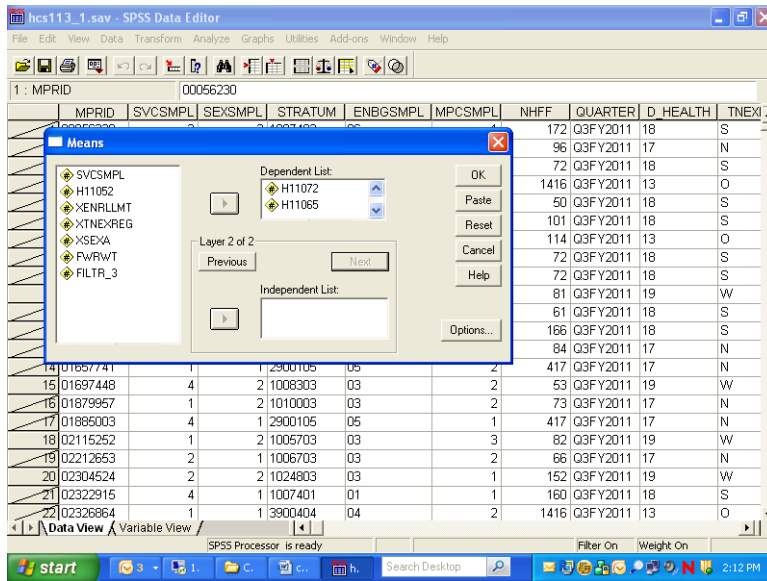 hcs113_1.sav - SPSS Data Editor
File Edit View Data Transform Analyze Graphs Utilities Add-ons Window Help
1 : MPRID 00056230
MPRID SVCSMPL SEXSMPL STRATUM ENBGSMPL MPCSMPL NHFF QUARTER D_HEALTH TNEXI
172 Q3FY2011 18 S
Means
96 Q3FY2011 17 N
SVCSMPL
H11052
XENRLLMT
XTNEXREG
XSEXA
FWRWT
FILTR_3
Dependent List:
H11072
H11065
Layer 2 of 2
Previous Next
Independent List:
OK
Paste
Reset
Cancel
Help
Options...
72 Q3FY2011 18 S
1416 Q3FY2011 13 O
50 Q3FY2011 18 S
101 Q3FY2011 18 S
114 Q3FY2011 13 O
72 Q3FY2011 18 S
72 Q3FY2011 18 S
81 Q3FY2011 19 W
61 Q3FY2011 18 S
166 Q3FY2011 18 S
84 Q3FY2011 17 N
14 01657741 1 1 2900105 05 2 417 Q3FY2011 17 N
15 01697448 4 2 1008303 03 2 53 Q3FY2011 19 W
16 01879957 1 2 1010003 03 2 73 Q3FY2011 17 N
17 01885003 4 1 2900105 05 1 417 Q3FY2011 17 N
18 02115252 1 2 1005703 03 3 82 Q3FY2011 19 W
19 02212653 2 1 1006703 03 2 66 Q3FY2011 17 N
20 02304524 2 2 1024803 03 1 152 Q3FY2011 19 W
21 02322915 4 1 1007401 01 1 160 Q3FY2011 18 S
22 02326864 1 1 3900404 04 2 1416 Q3FY2011 13 O
Data View Variable View
SPSS Processor is ready Filter On Weight On
start 3 1. C.. c.. h. Search Desktop 2:12 PM